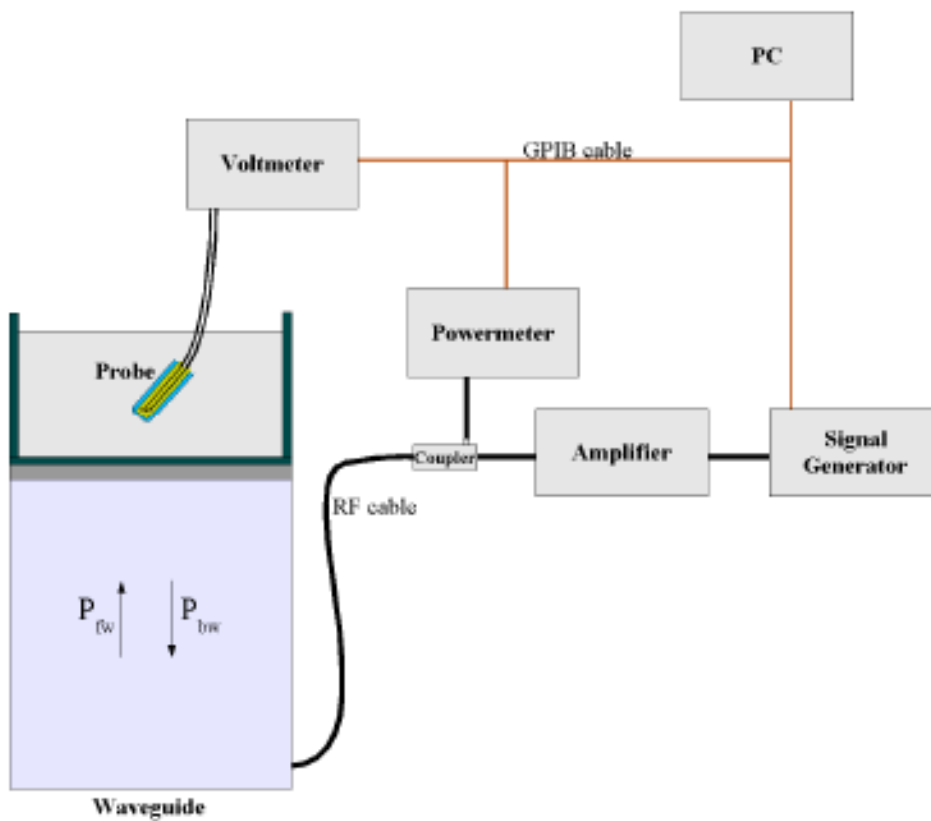 PC
GPIB cable
Voltmeter
Powermeter
Probe
Coupler
Amplifier
Signal
Generator
RF cable
P fw
P bw
Waveguide